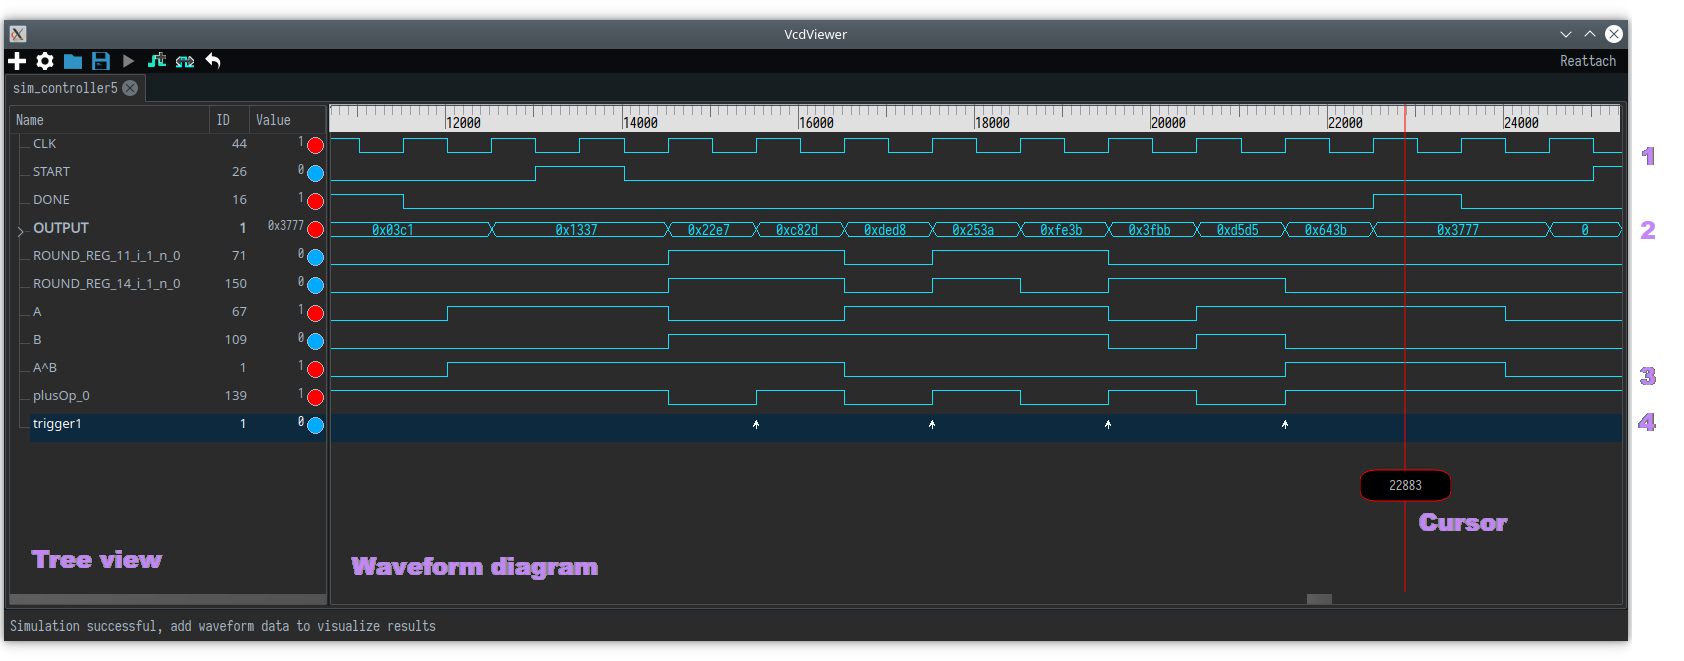 VcdViewer
Reattach
sim_controller5
Name ID Value
12000 14000 16000 18000 20000 22000 24000
CLK 44 1
1
START 26 0
DONE 16 1
OUTPUT 1 0x3777 0x03c1 0x1337 0x22e7 0xc82d 0xded8 0x253a 0xfe3b 0x3fbb 0xd5d5 0x643b 0x3777 0
2
ROUND_REG_11_i_1_n_0 71 0
ROUND_REG_14_i_1_n_0 150 0
A 67 1
B 109 0
A^B 1 1
3
plusOp_0 139 1
trigger1 1 0
4
22883
Cursor
Tree view
Waveform diagram
Simulation successful, add waveform data to visualize results